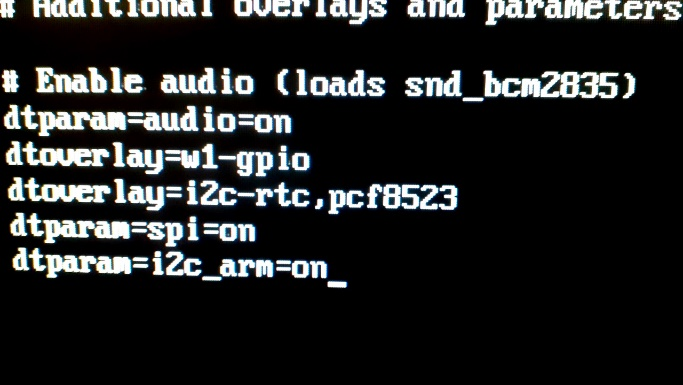 # Additional overlays and parameters
# Enable audio (loads snd_bcm2835)
dtparam=audio=on
dtoverlay=w1-gpio
dtoverlay=i2c-rtc,pcf8523
dtparam=spi=on
dtparam=i2c_arm=on_